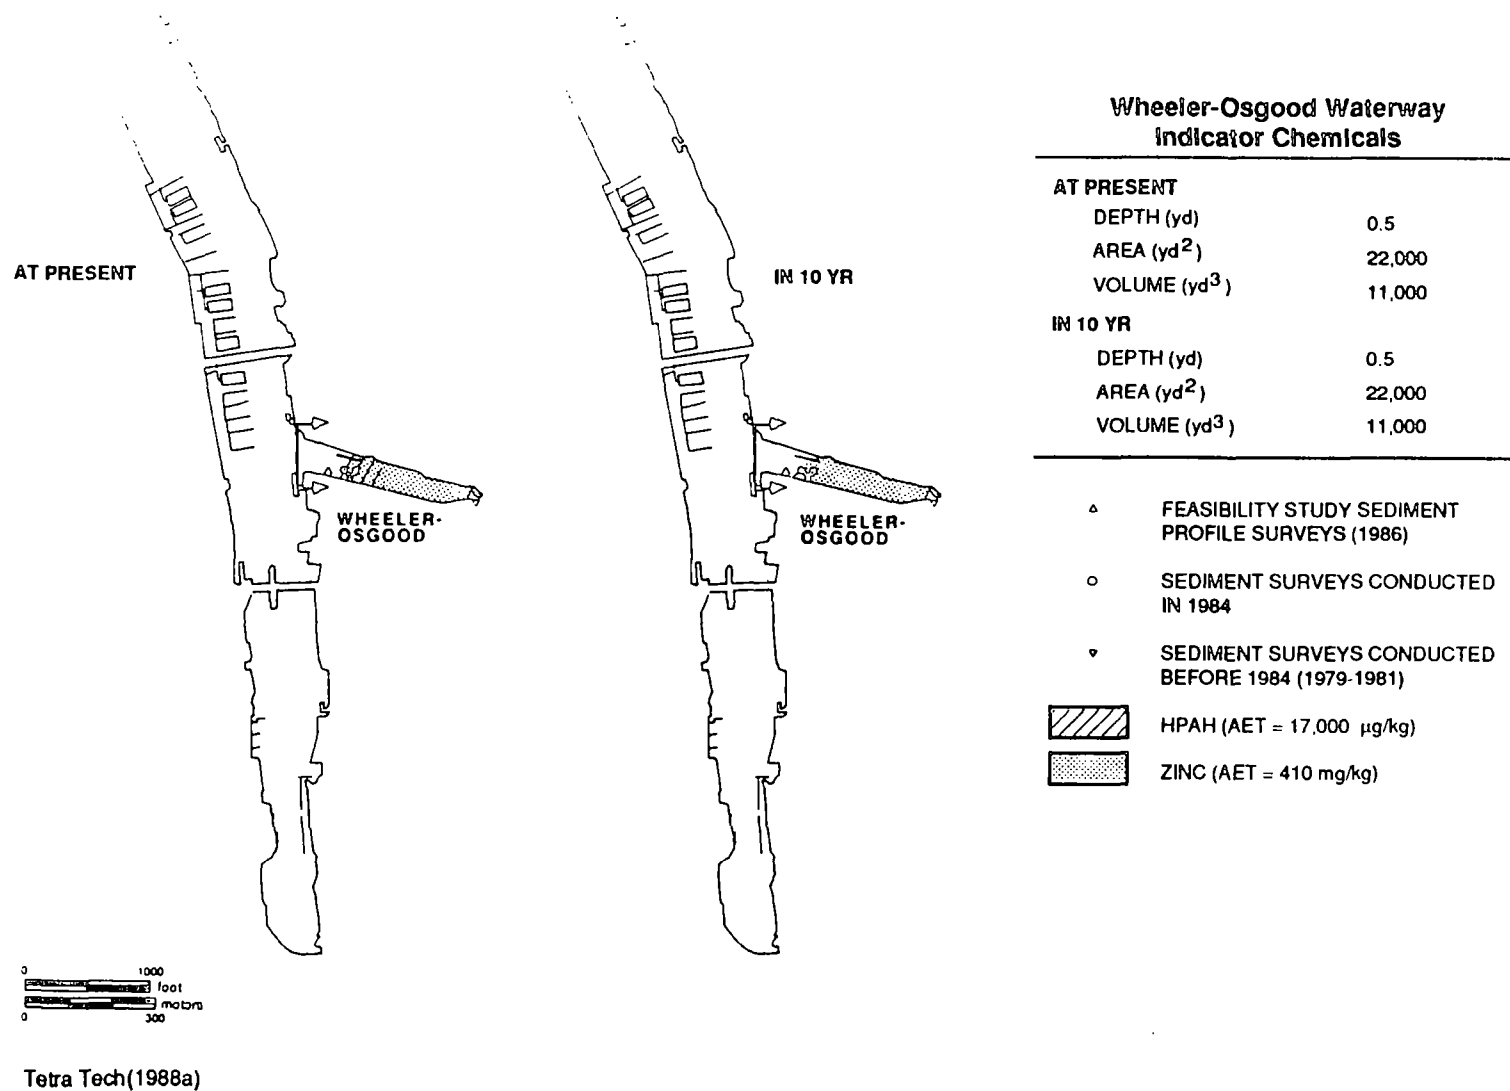 Wheeler-Osgood Waterway
Indicator Chemicals
AT PRESENT
DEPTH (yd) 0.5
AREA (yd²) 22,000
VOLUME (yd³) 11,000
IN 10 YR
DEPTH (yd) 0.5
AREA (yd²) 22,000
VOLUME (yd³) 11,000
AT PRESENT
IN 10 YR
WHEELER-
OSGOOD
WHEELER-
OSGOOD
FEASIBILITY STUDY SEDIMENT
PROFILE SURVEYS (1986)
SEDIMENT SURVEYS CONDUCTED
IN 1984
SEDIMENT SURVEYS CONDUCTED
BEFORE 1984 (1979-1981)
HPAH (AET = 17,000 µg/kg)
ZINC (AET = 410 mg/kg)
0 1000
feet
meters
0 300
Tetra Tech (1988a)